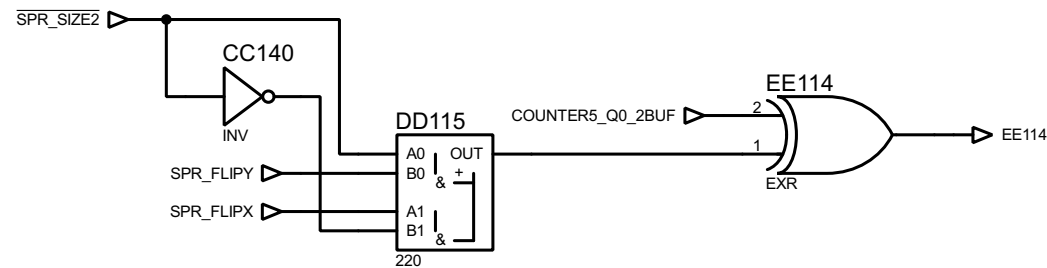 SPR_SIZE2
CC140
INV
EE114
COUNTER5_Q0_2BUF
2
EE114
DD115
A0 OUT
1
SPR_FLIPY
B0 +
&
EXR
SPR_FLIPX
A1
B1
&
220